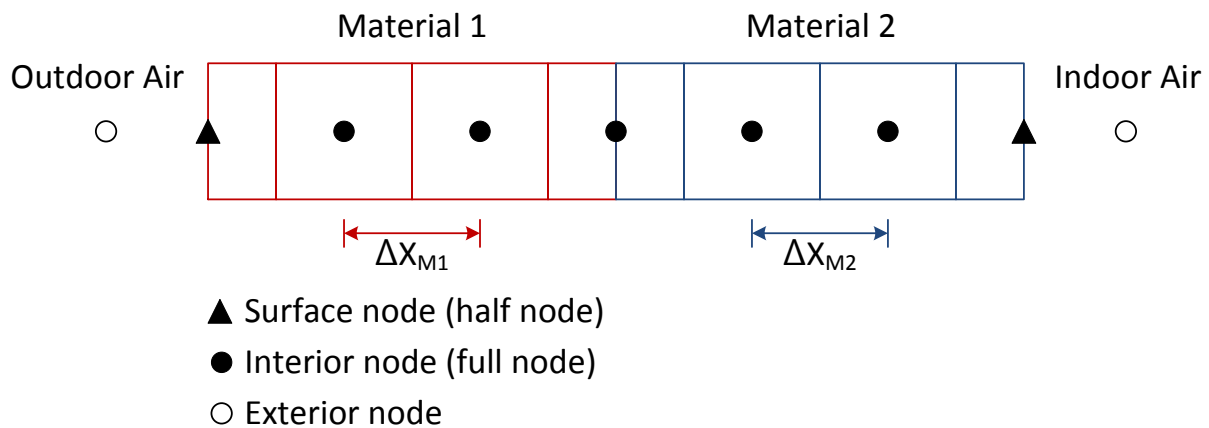 Material 1
Material 2
Outdoor Air
Indoor Air
ΔX_M1
ΔX_M2
Surface node (half node)
Interior node (full node)
Exterior node